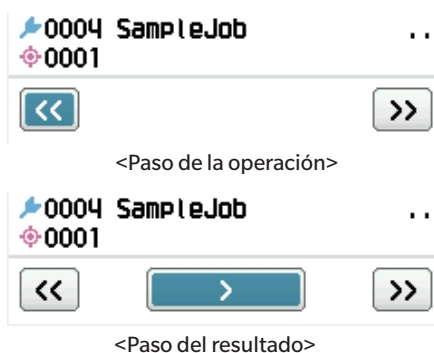 0004 SampleJob ..
0001
<< >>
<Paso de la operación>
0004 SampleJob ..
0001
<< > >>
<Paso del resultado>